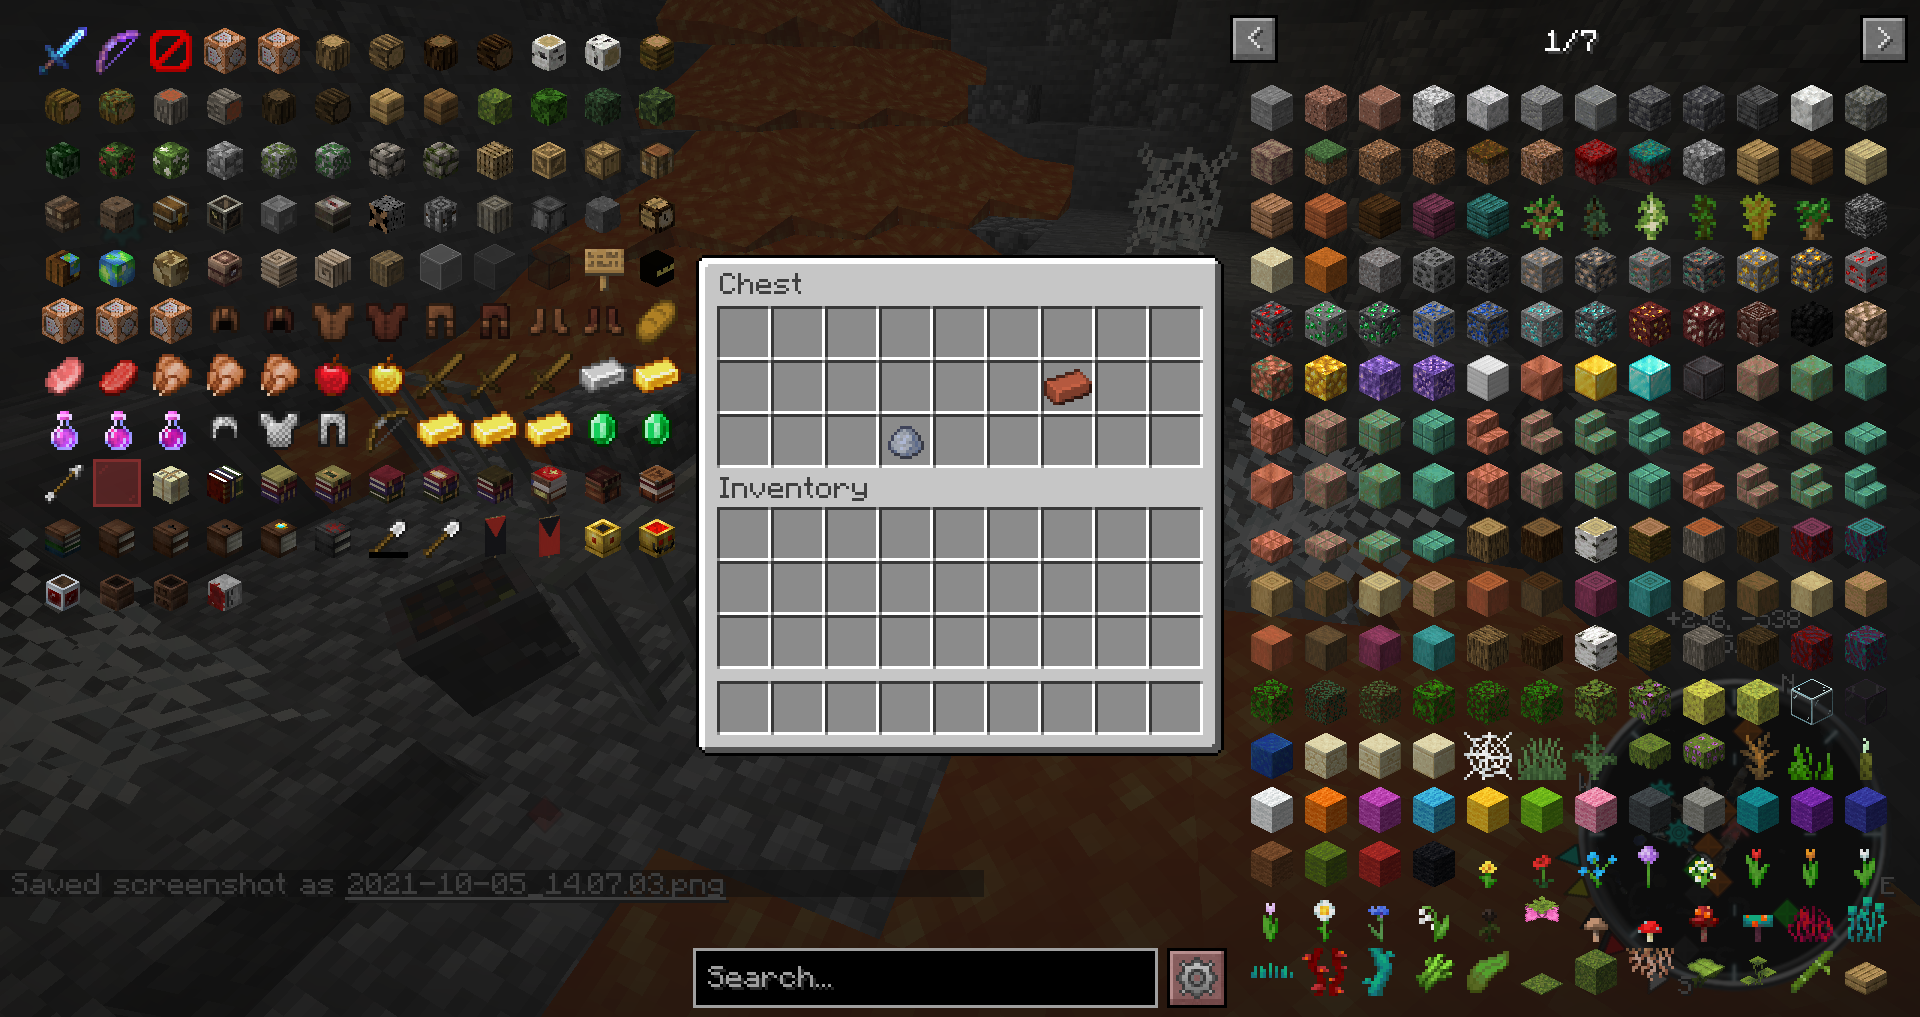 1/7
Chest
Inventory
N
E
S
Saved screenshot as 2021-10-05_14.07.03.png
Search...